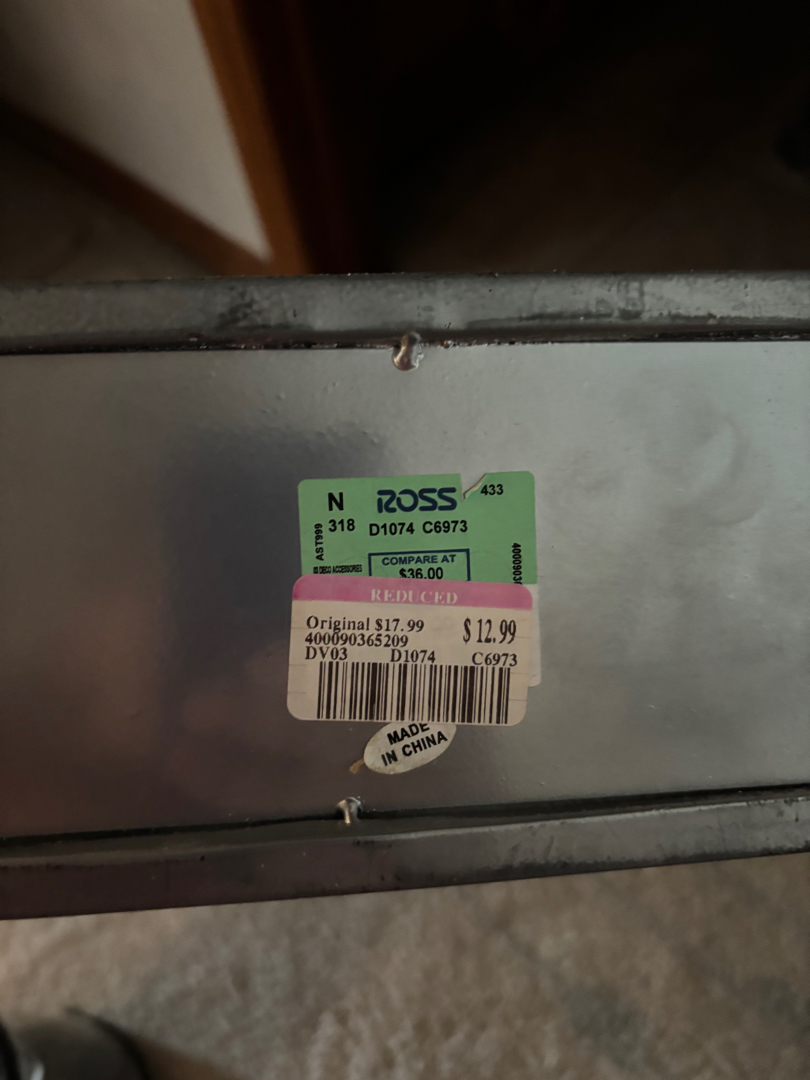 N ROSS 433
318 D1074 C6973
AST999
COMPARE AT
$36.00
REDUCED
Original $17.99 $12.99
400090365209
DV03 D1074 C6973
MADE
IN CHINA